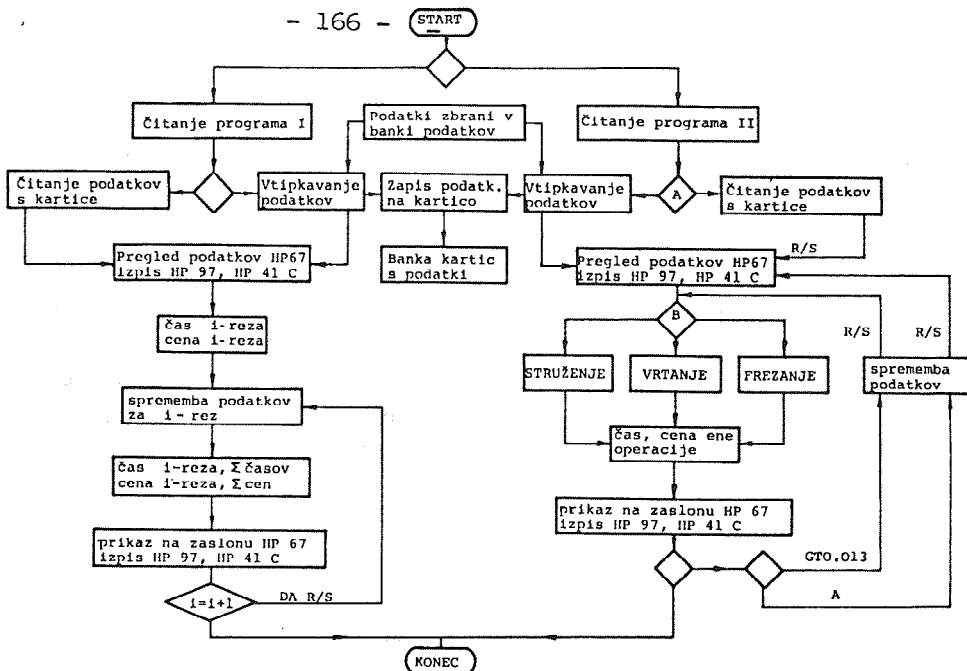 - 166 -
START
Čitanje programa I
Podatki zbrani v
banki podatkov
Čitanje programa II
Čitanje podatkov
s kartice
Vtipkavanje
podatkov
Zapis podatk.
na kartico
Vtipkavanje
podatkov
A
Čitanje podatkov
s kartice
Banka kartic
s podatki
R/S
Pregled podatkov HP67
izpis HP 97, HP 41 C
Pregled podatkov HP67
izpis HP 97, HP 41 C
čas i-reza
cena i-reza
B
R/S
R/S
STRUŽENJE
VRTANJE
FREZANJE
sprememba
podatkov
sprememba podatkov
za i-rez
čas, cena ene
operacije
čas i-reza, Σ časov
cena i-reza, Σ cen
prikaz na zaslonu HP 67
izpis HP 97, HP 41 C
prikaz na zaslonu HP 67
izpis HP 97, HP 41 C
GTO.013
A
i=i+1
DA R/S
KONEC